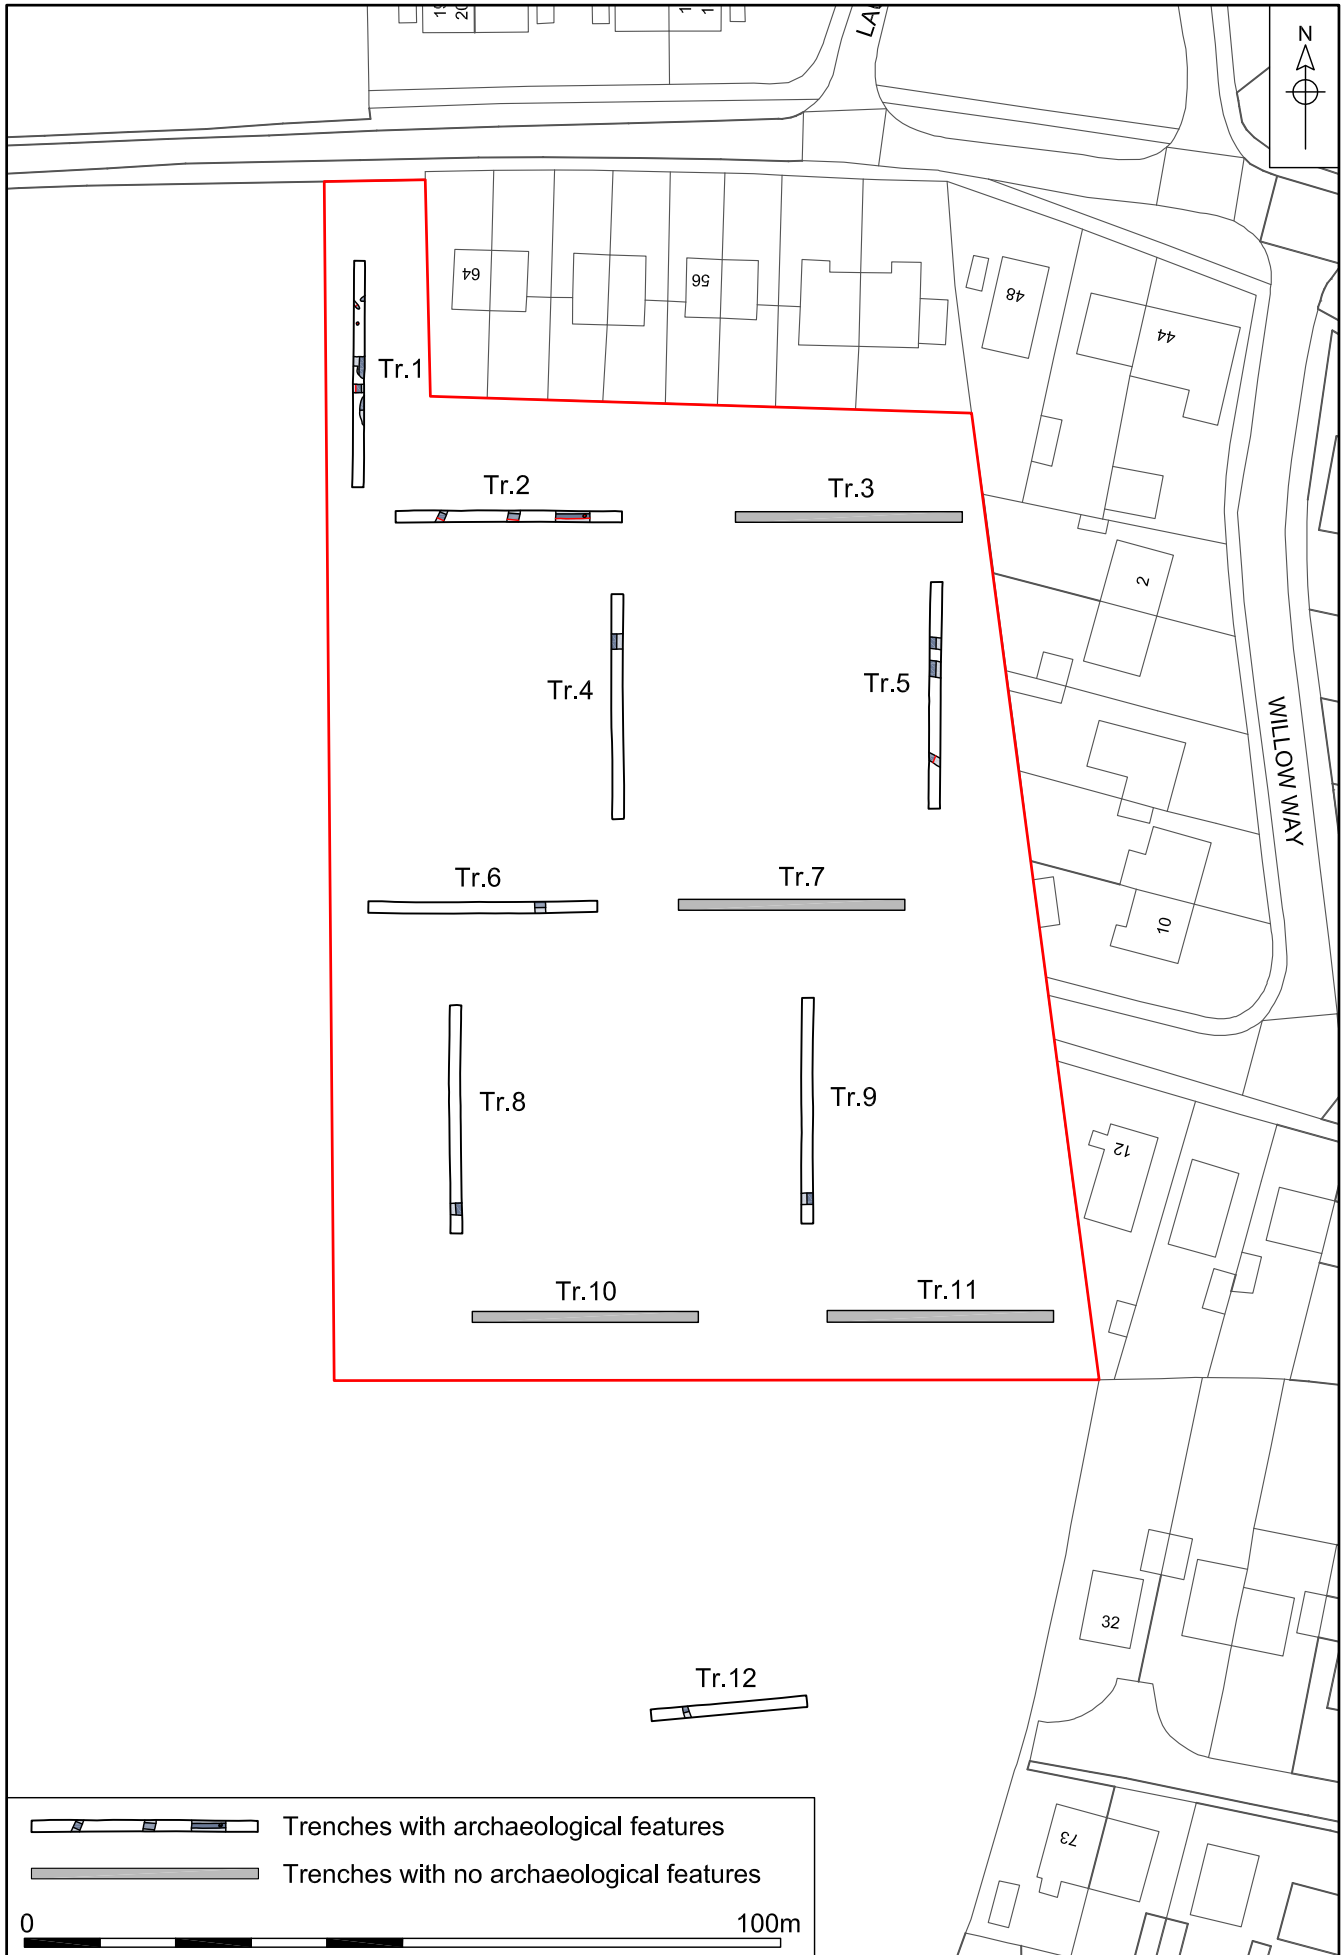 N
64
56
48
44
Tr.1
Tr.2
Tr.3
2
Tr.4
Tr.5
WILLOW WAY
Tr.6
Tr.7
10
Tr.8
Tr.9
12
Tr.10
Tr.11
32
Tr.12
73
Trenches with archaeological features
Trenches with no archaeological features
0 100m